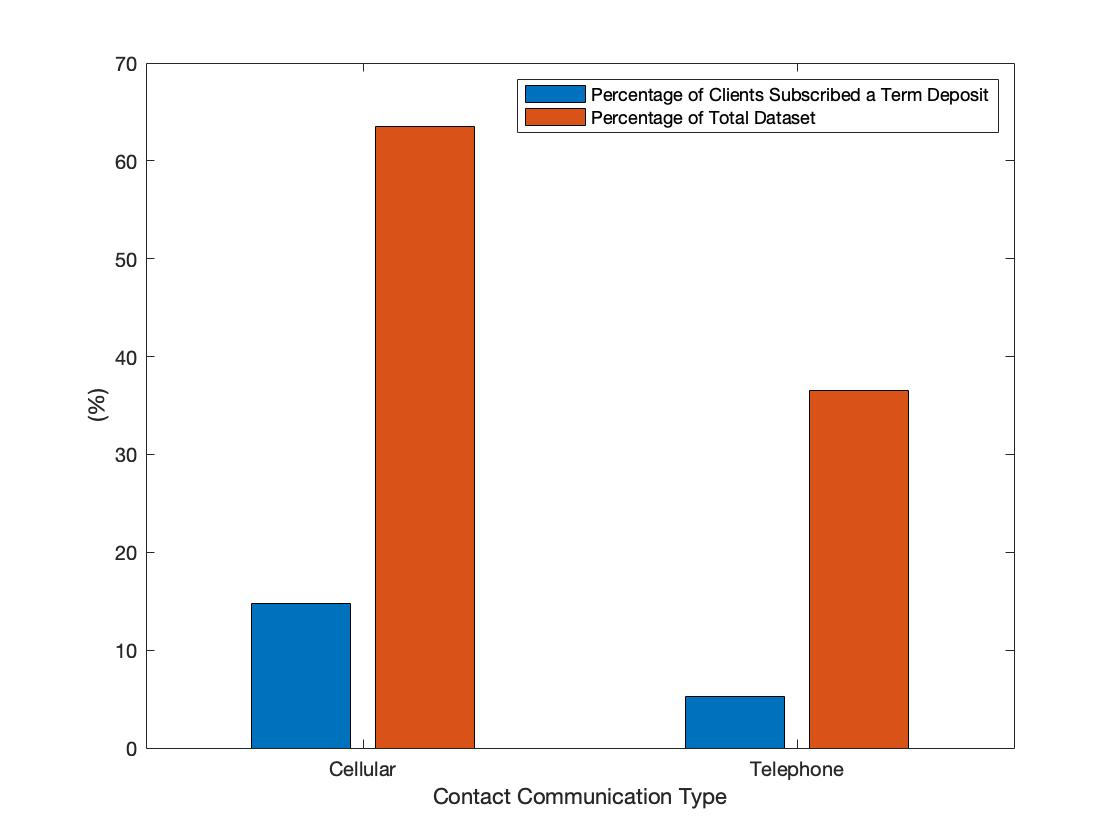 70
60
50
40
30
20
10
0
(%)
Percentage of Clients Subscribed a Term Deposit
Percentage of Total Dataset
Cellular
Telephone
Contact Communication Type